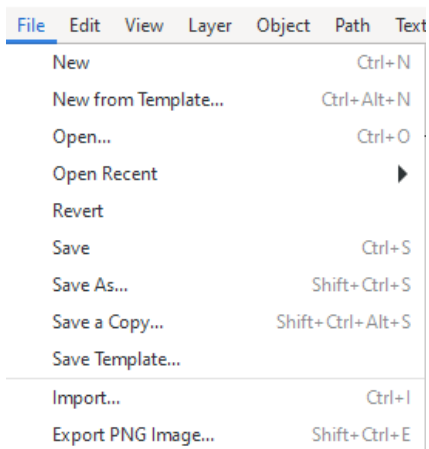 File Edit View Layer Object Path Text
New Ctrl+N
New from Template... Ctrl+Alt+N
Open... Ctrl+O
Open Recent
Revert
Save Ctrl+S
Save As... Shift+Ctrl+S
Save a Copy... Shift+Ctrl+Alt+S
Save Template...
Import... Ctrl+I
Export PNG Image... Shift+Ctrl+E